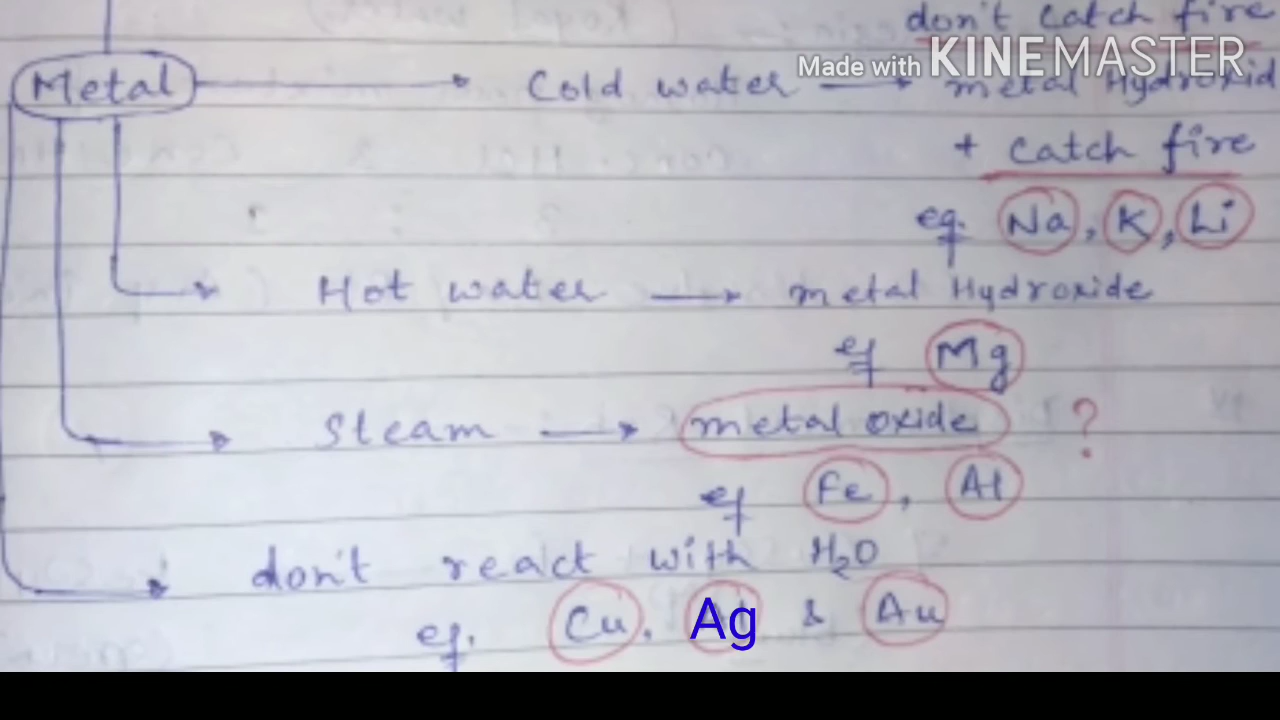 don't catch fire
Made with KINEMASTER
Metal → Cold water → metal Hydroxid
+ catch fire
eg. Na, K, Li
Hot water → metal Hydroxide
eg Mg
Steam → metal oxide ?
eg Fe, Al
don't react with H₂O
eg. Cu, Ag & Au